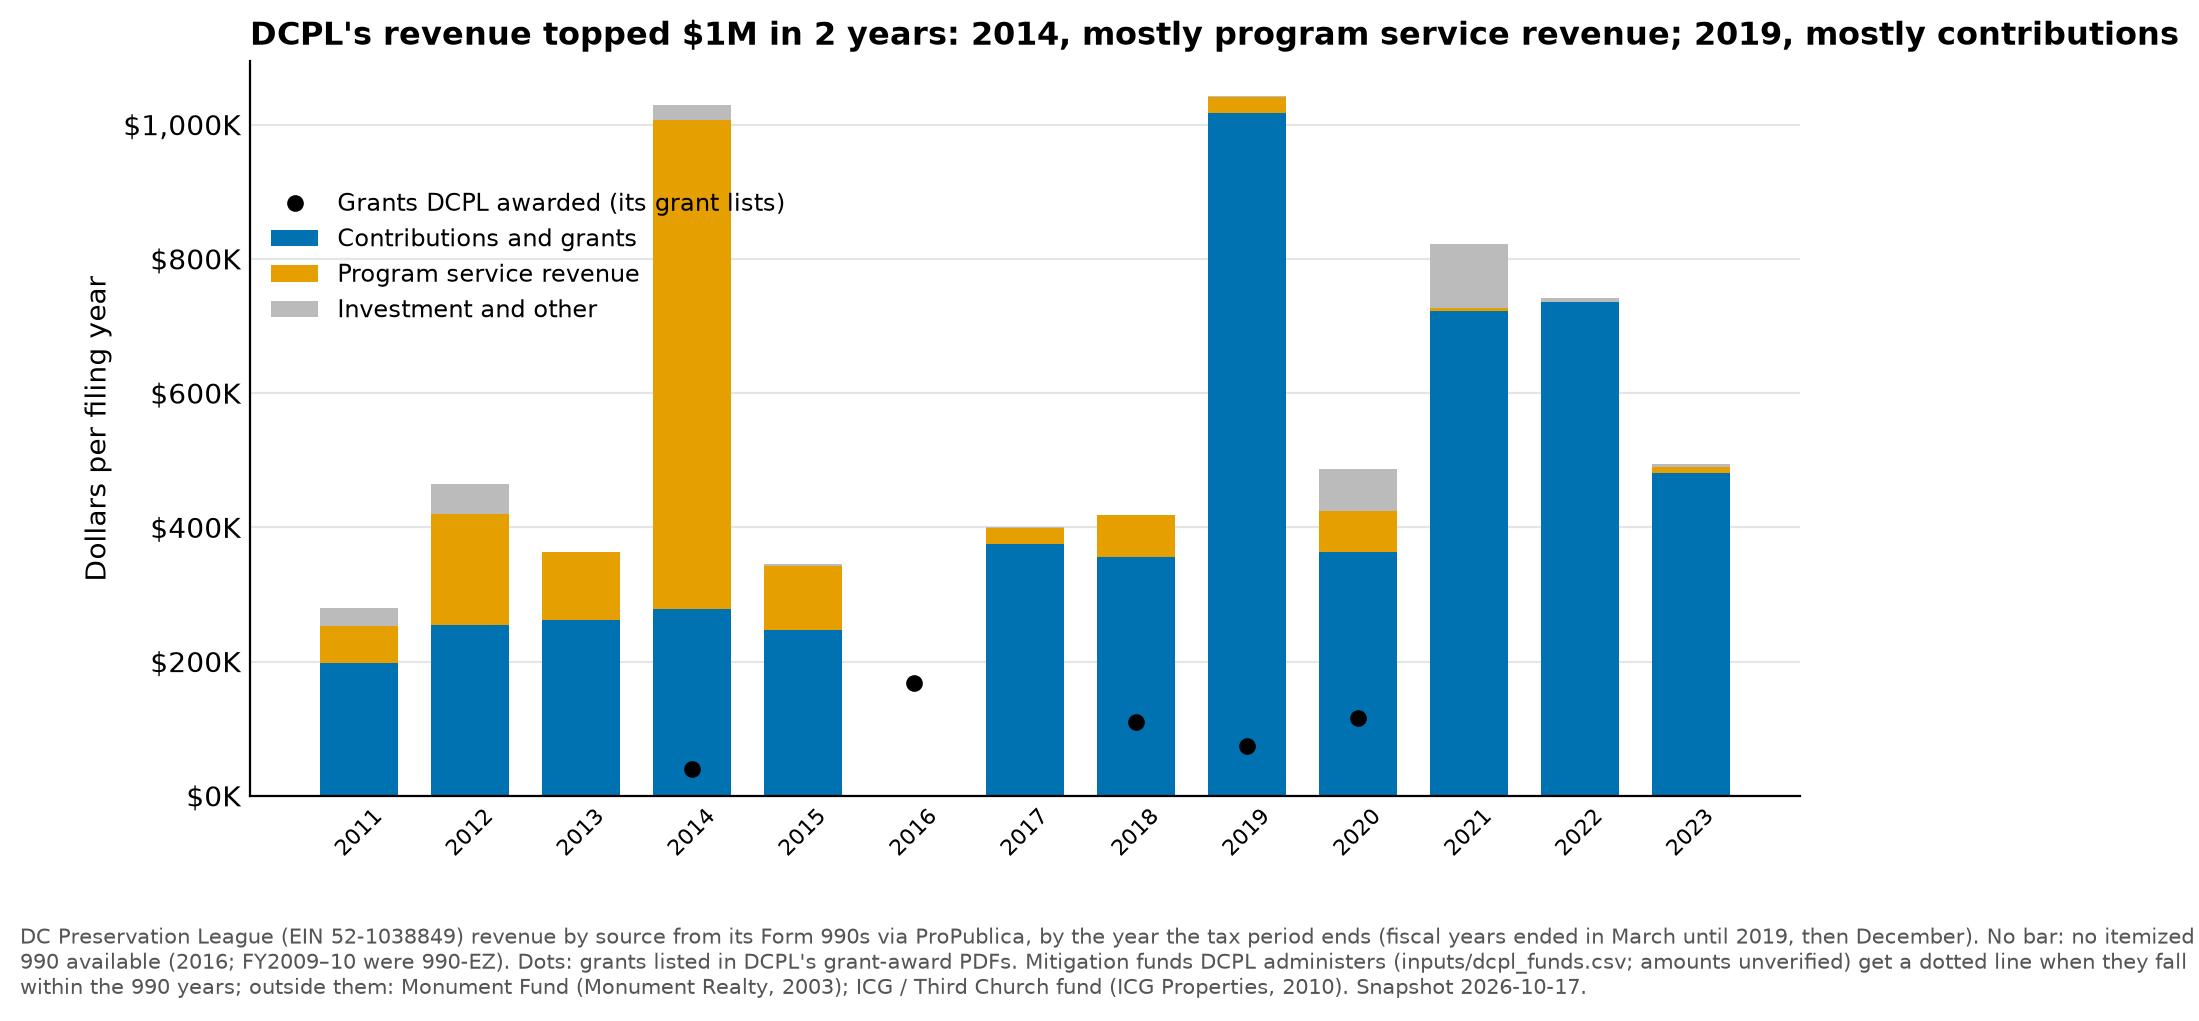 DCPL's revenue topped $1M in 2 years: 2014, mostly program service revenue; 2019, mostly contributions
Dollars per filing year
$1,000K
$800K
$600K
$400K
$200K
$0K
Grants DCPL awarded (its grant lists)
Contributions and grants
Program service revenue
Investment and other
2011
2012
2013
2014
2015
2016
2017
2018
2019
2020
2021
2022
2023
DC Preservation League (EIN 52-1038849) revenue by source from its Form 990s via ProPublica, by the year the tax period ends (fiscal years ended in March until 2019, then December). No bar: no itemized
990 available (2016; FY2009–10 were 990-EZ). Dots: grants listed in DCPL's grant-award PDFs. Mitigation funds DCPL administers (inputs/dcpl_funds.csv; amounts unverified) get a dotted line when they fall
within the 990 years; outside them: Monument Fund (Monument Realty, 2003); ICG / Third Church fund (ICG Properties, 2010). Snapshot 2026-10-17.